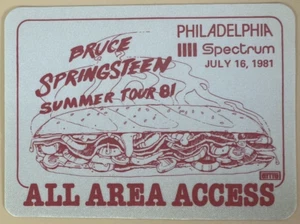 BRUCE
SPRINGSTEEN
SUMMER TOUR 81
PHILADELPHIA
Spectrum
JULY 16, 1981
ALL AREA ACCESS